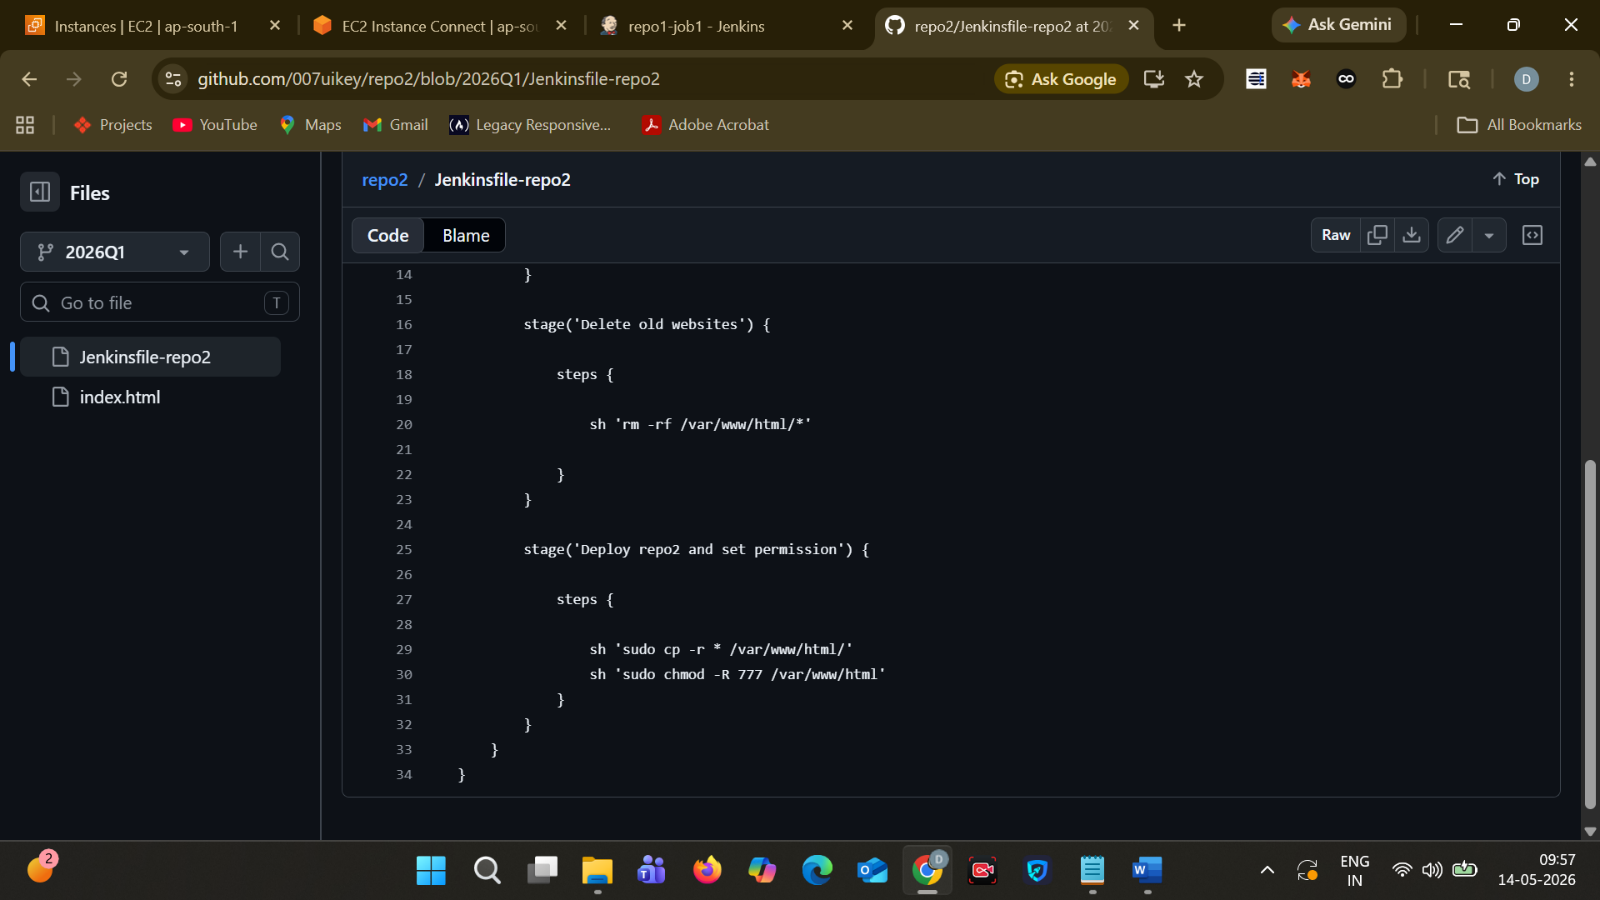 Instances | EC2 | ap-south-1
EC2 Instance Connect | ap-sou
repo1-job1 - Jenkins
repo2/Jenkinsfile-repo2 at 202
Ask Gemini
github.com/007uikey/repo2/blob/2026Q1/Jenkinsfile-repo2
Ask Google
D
Projects
YouTube
Maps
Gmail
Legacy Responsive...
Adobe Acrobat
All Bookmarks
Files
repo2 / Jenkinsfile-repo2
Top
2026Q1
Code
Blame
Raw
Go to file
T
Jenkinsfile-repo2
index.html
14 }
15
16 stage('Delete old websites') {
17
18 steps {
19
20 sh 'rm -rf /var/www/html/*'
21
22 }
23 }
24
25 stage('Deploy repo2 and set permission') {
26
27 steps {
28
29 sh 'sudo cp -r * /var/www/html/'
30 sh 'sudo chmod -R 777 /var/www/html'
31 }
32 }
33 }
34 }
2
D
ENG
IN
09:57
14-05-2026